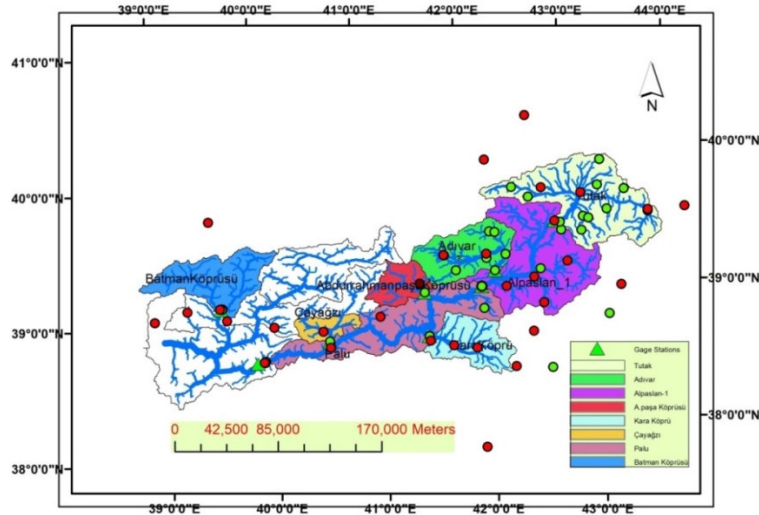 39°0'0"E 40°0'0"E 41°0'0"E 42°0'0"E 43°0'0"E 44°0'0"E
41°0'0"N
N
40°0'0"N
40°0'0"N
Tutak
Adıvar
BatmanKöprüsü
Abdurrahmanpaşa Köprüsü
Alpaslan_1
39°0'0"N
Çayağzı
39°0'0"N
Kara Köprü
Palu
Gage Stations
Tutak
Adıvar
Alpaslan-1
A.paşa Köprüsü
Kara Köprü
Çayağzı
Palu
Batman Köprüsü
0 42,500 85,000 170,000 Meters
38°0'0"N
38°0'0"N
39°0'0"E 40°0'0"E 41°0'0"E 42°0'0"E 43°0'0"E